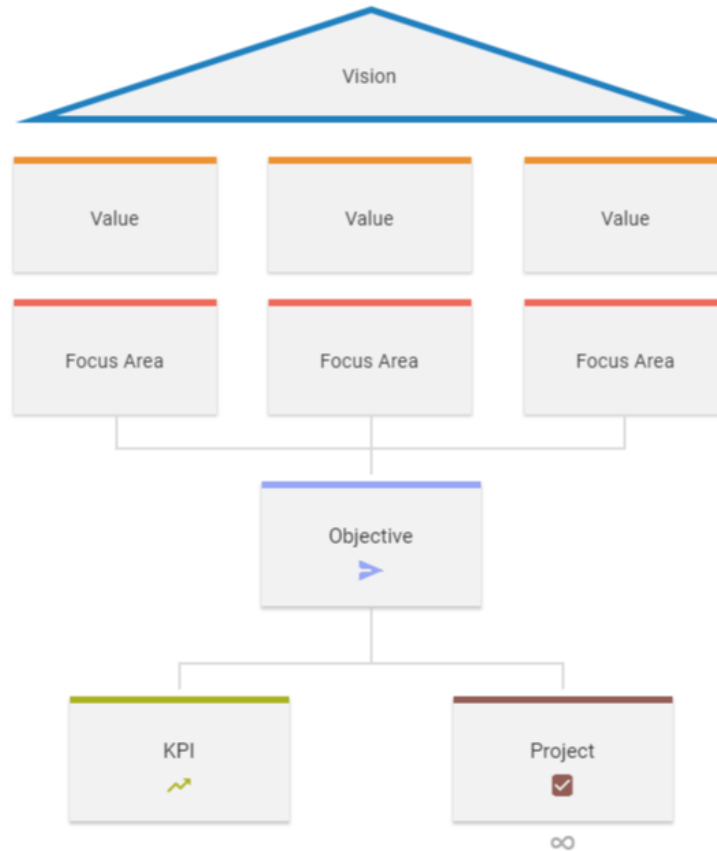 Vision
Value Value Value
Focus Area Focus Area Focus Area
Objective
KPI Project